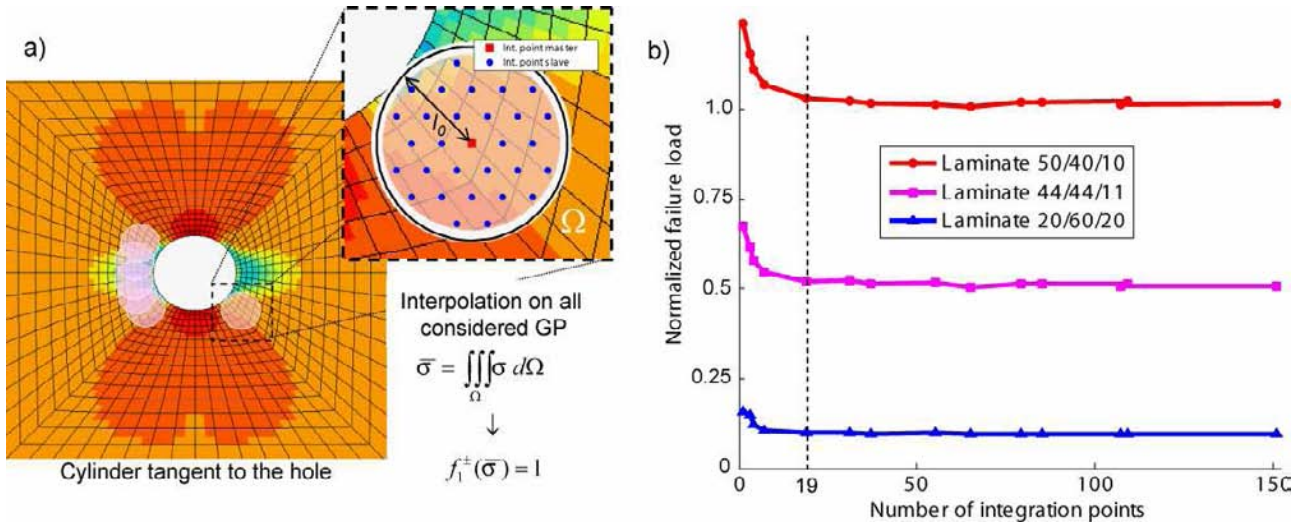 a)
Int. point master
Int. point slave
l₀
Ω
Interpolation on all
considered GP
σ̅ = ∭σ dΩ
Ω
↓
f₁±(σ̅) = 1
Cylinder tangent to the hole
b)
Normalized failure load
1.0
0.75
0.5
0.25
0
Laminate 50/40/10
Laminate 44/44/11
Laminate 20/60/20
0
19
50
100
150
Number of integration points